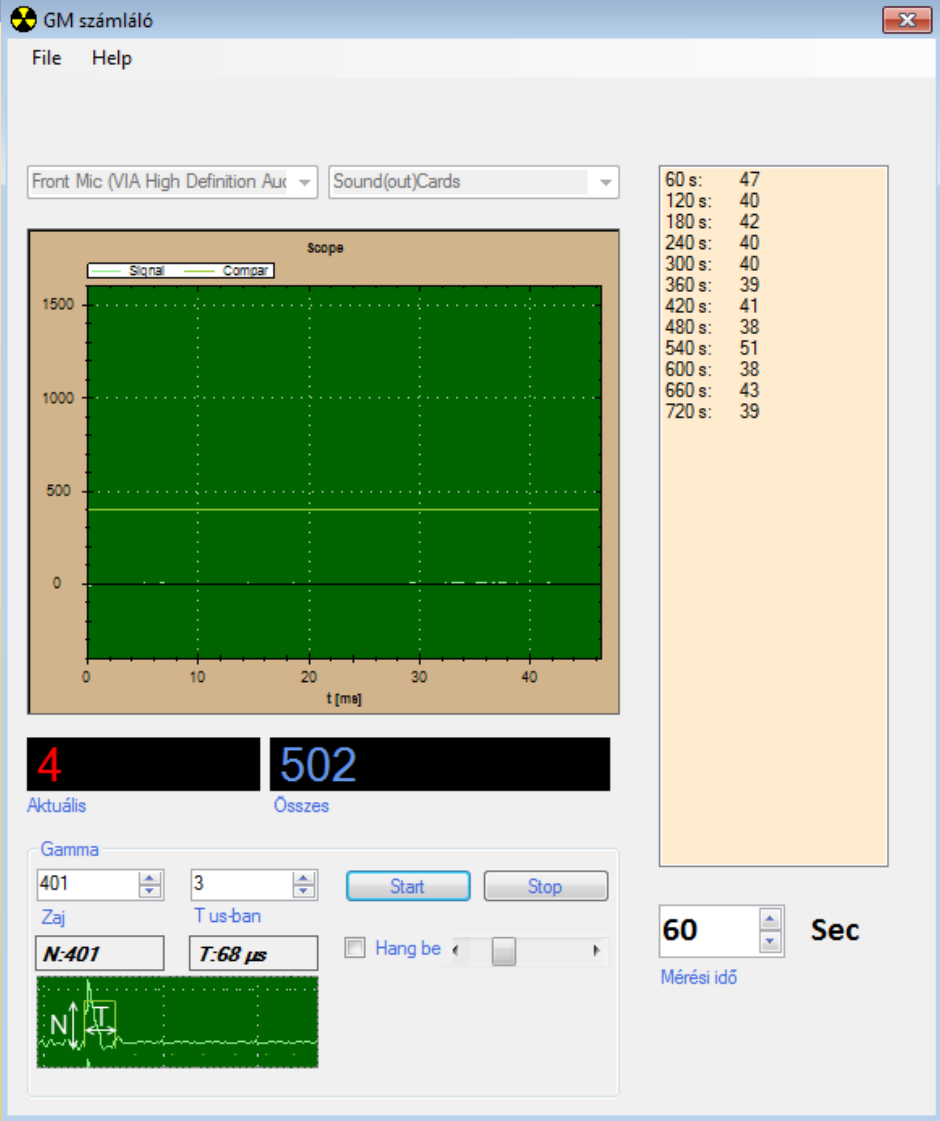 GM számláló
File Help
Front Mic (VIA High Definition Auc
Sound(out)Cards
Scope
Signal Compar
1500
1000
500
0
0 10 20 30 40
t [ms]
60 s: 47
120 s: 40
180 s: 42
240 s: 40
300 s: 40
360 s: 39
420 s: 41
480 s: 38
540 s: 51
600 s: 38
660 s: 43
720 s: 39
4
502
Aktuális
Összes
Gamma
401
3
Start
Stop
Zaj
T us-ban
N:401
T:68 µs
Hang be
N
T
60 Sec
Mérési idő